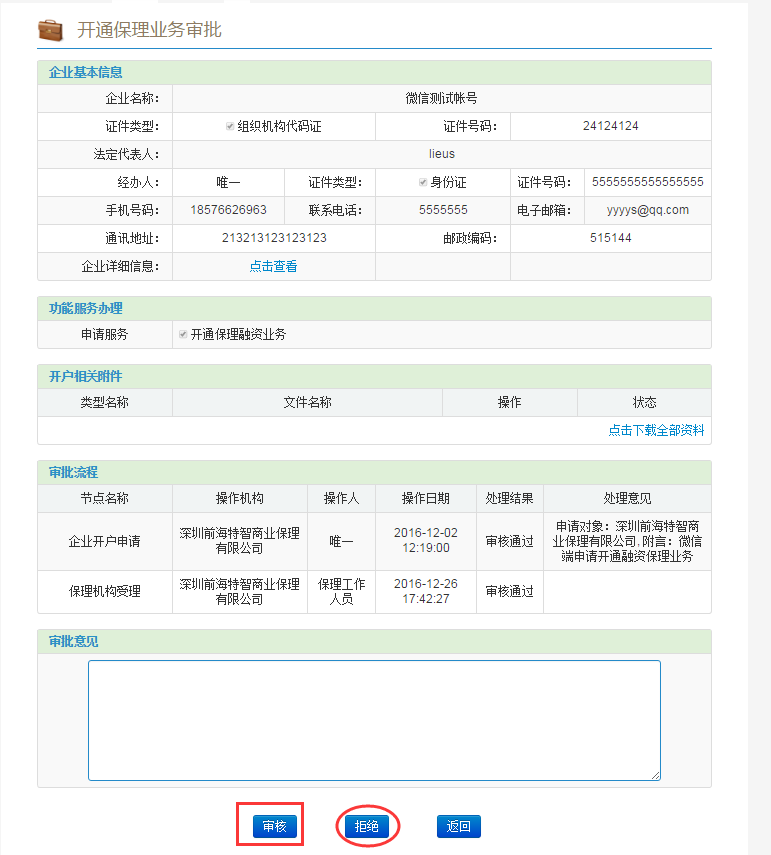 开通保理业务审批
企业基本信息
企业名称： 微信测试帐号
证件类型： 组织机构代码证 证件号码： 24124124
法定代表人： lieus
经办人： 唯一 证件类型： 身份证 证件号码： 5555555555555555
手机号码： 18576626963 联系电话： 5555555 电子邮箱： yyyys@qq.com
通讯地址： 213213123123123 邮政编码： 515144
企业详细信息： 点击查看
功能服务办理
申请服务 开通保理融资业务
开户相关附件
类型名称 文件名称 操作 状态
点击下载全部资料
审批流程
节点名称 操作机构 操作人 操作日期 处理结果 处理意见
企业开户申请 深圳前海特智商业保理
有限公司 唯一 2016-12-02
12:19:00 审核通过 申请对象：深圳前海特智商
业保理有限公司,附言：微信
端申请开通融资保理业务
保理机构受理 深圳前海特智商业保理
有限公司 保理工作
人员 2016-12-26
17:42:27 审核通过
审批意见
审核 拒绝 返回